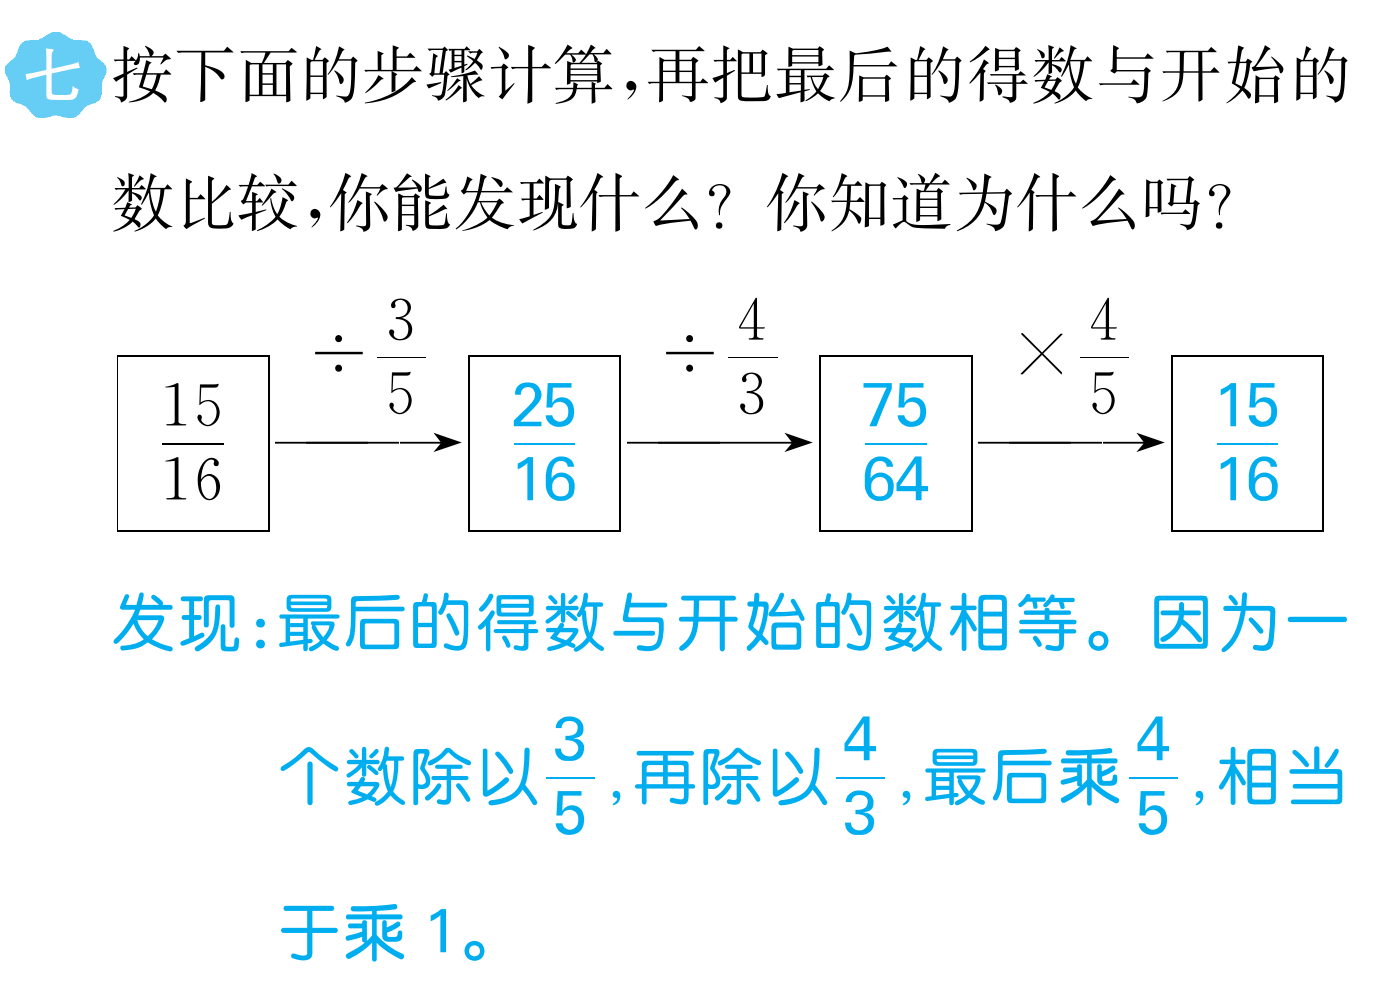 七 按下面的步骤计算,再把最后的得数与开始的
数比较,你能发现什么? 你知道为什么吗?
15/16 ÷3/5 25/16 ÷4/3 75/64 ×4/5 15/16
发现:最后的得数与开始的数相等。因为一
个数除以3/5,再除以4/3,最后乘4/5,相当
于乘 1。